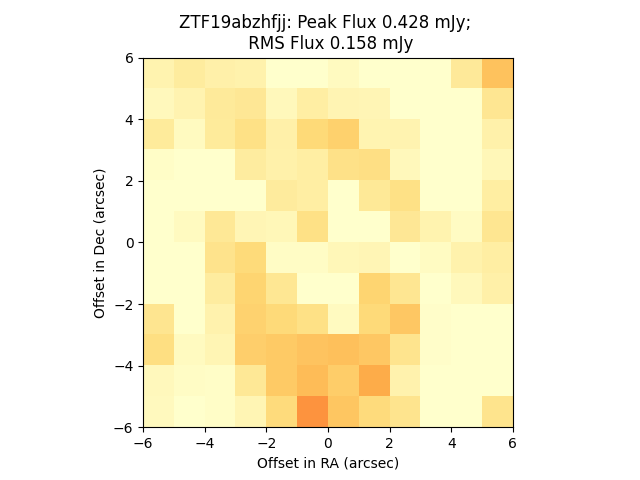 ZTF19abzhfjj: Peak Flux 0.428 mJy;
RMS Flux 0.158 mJy
6
4
2
0
−2
−4
−6
Offset in Dec (arcsec)
−6 −4 −2 0 2 4 6
Offset in RA (arcsec)